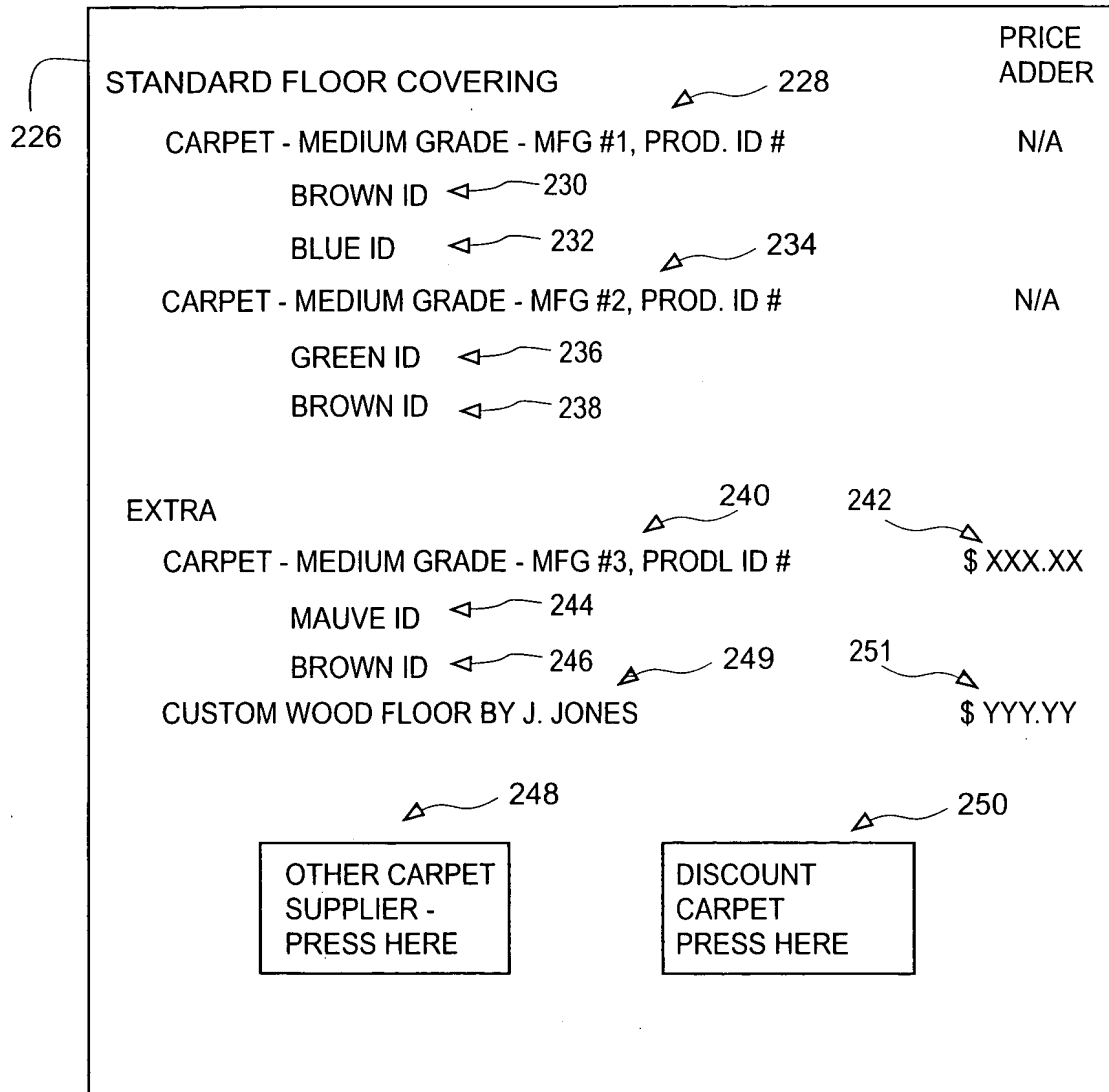 PRICE
ADDER
STANDARD FLOOR COVERING
228
226
CARPET - MEDIUM GRADE - MFG #1, PROD. ID # N/A
BROWN ID 230
BLUE ID 232
234
CARPET - MEDIUM GRADE - MFG #2, PROD. ID # N/A
GREEN ID 236
BROWN ID 238
EXTRA
240
242
CARPET - MEDIUM GRADE - MFG #3, PRODL ID # $ XXX.XX
MAUVE ID 244
BROWN ID 246
249
251
CUSTOM WOOD FLOOR BY J. JONES $ YYY.YY
248
250
OTHER CARPET
SUPPLIER -
PRESS HERE
DISCOUNT
CARPET
PRESS HERE